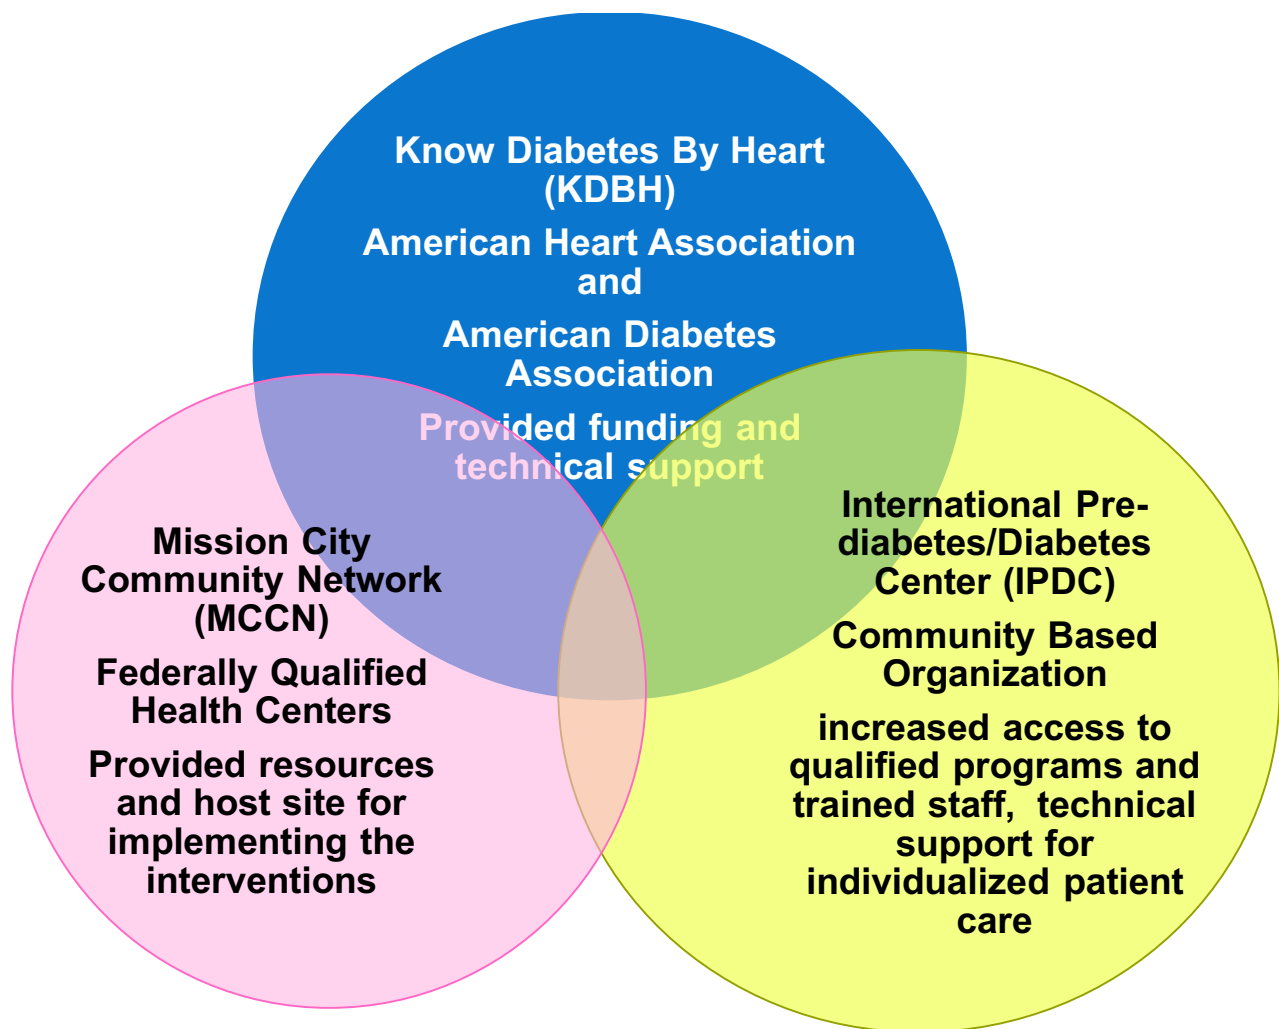 Know Diabetes By Heart
(KDBH)
American Heart Association
and
American Diabetes
Association
Provided funding and
technical support
Mission City
Community Network
(MCCN)
Federally Qualified
Health Centers
Provided resources
and host site for
implementing the
interventions
International Pre-
diabetes/Diabetes
Center (IPDC)
Community Based
Organization
increased access to
qualified programs and
trained staff,  technical
support for
individualized patient
care